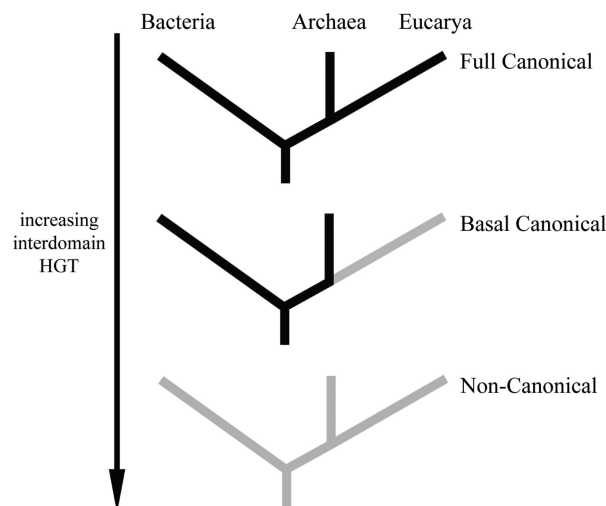 Bacteria Archaea Eucarya
Full Canonical
increasing
interdomain
HGT
Basal Canonical
Non-Canonical